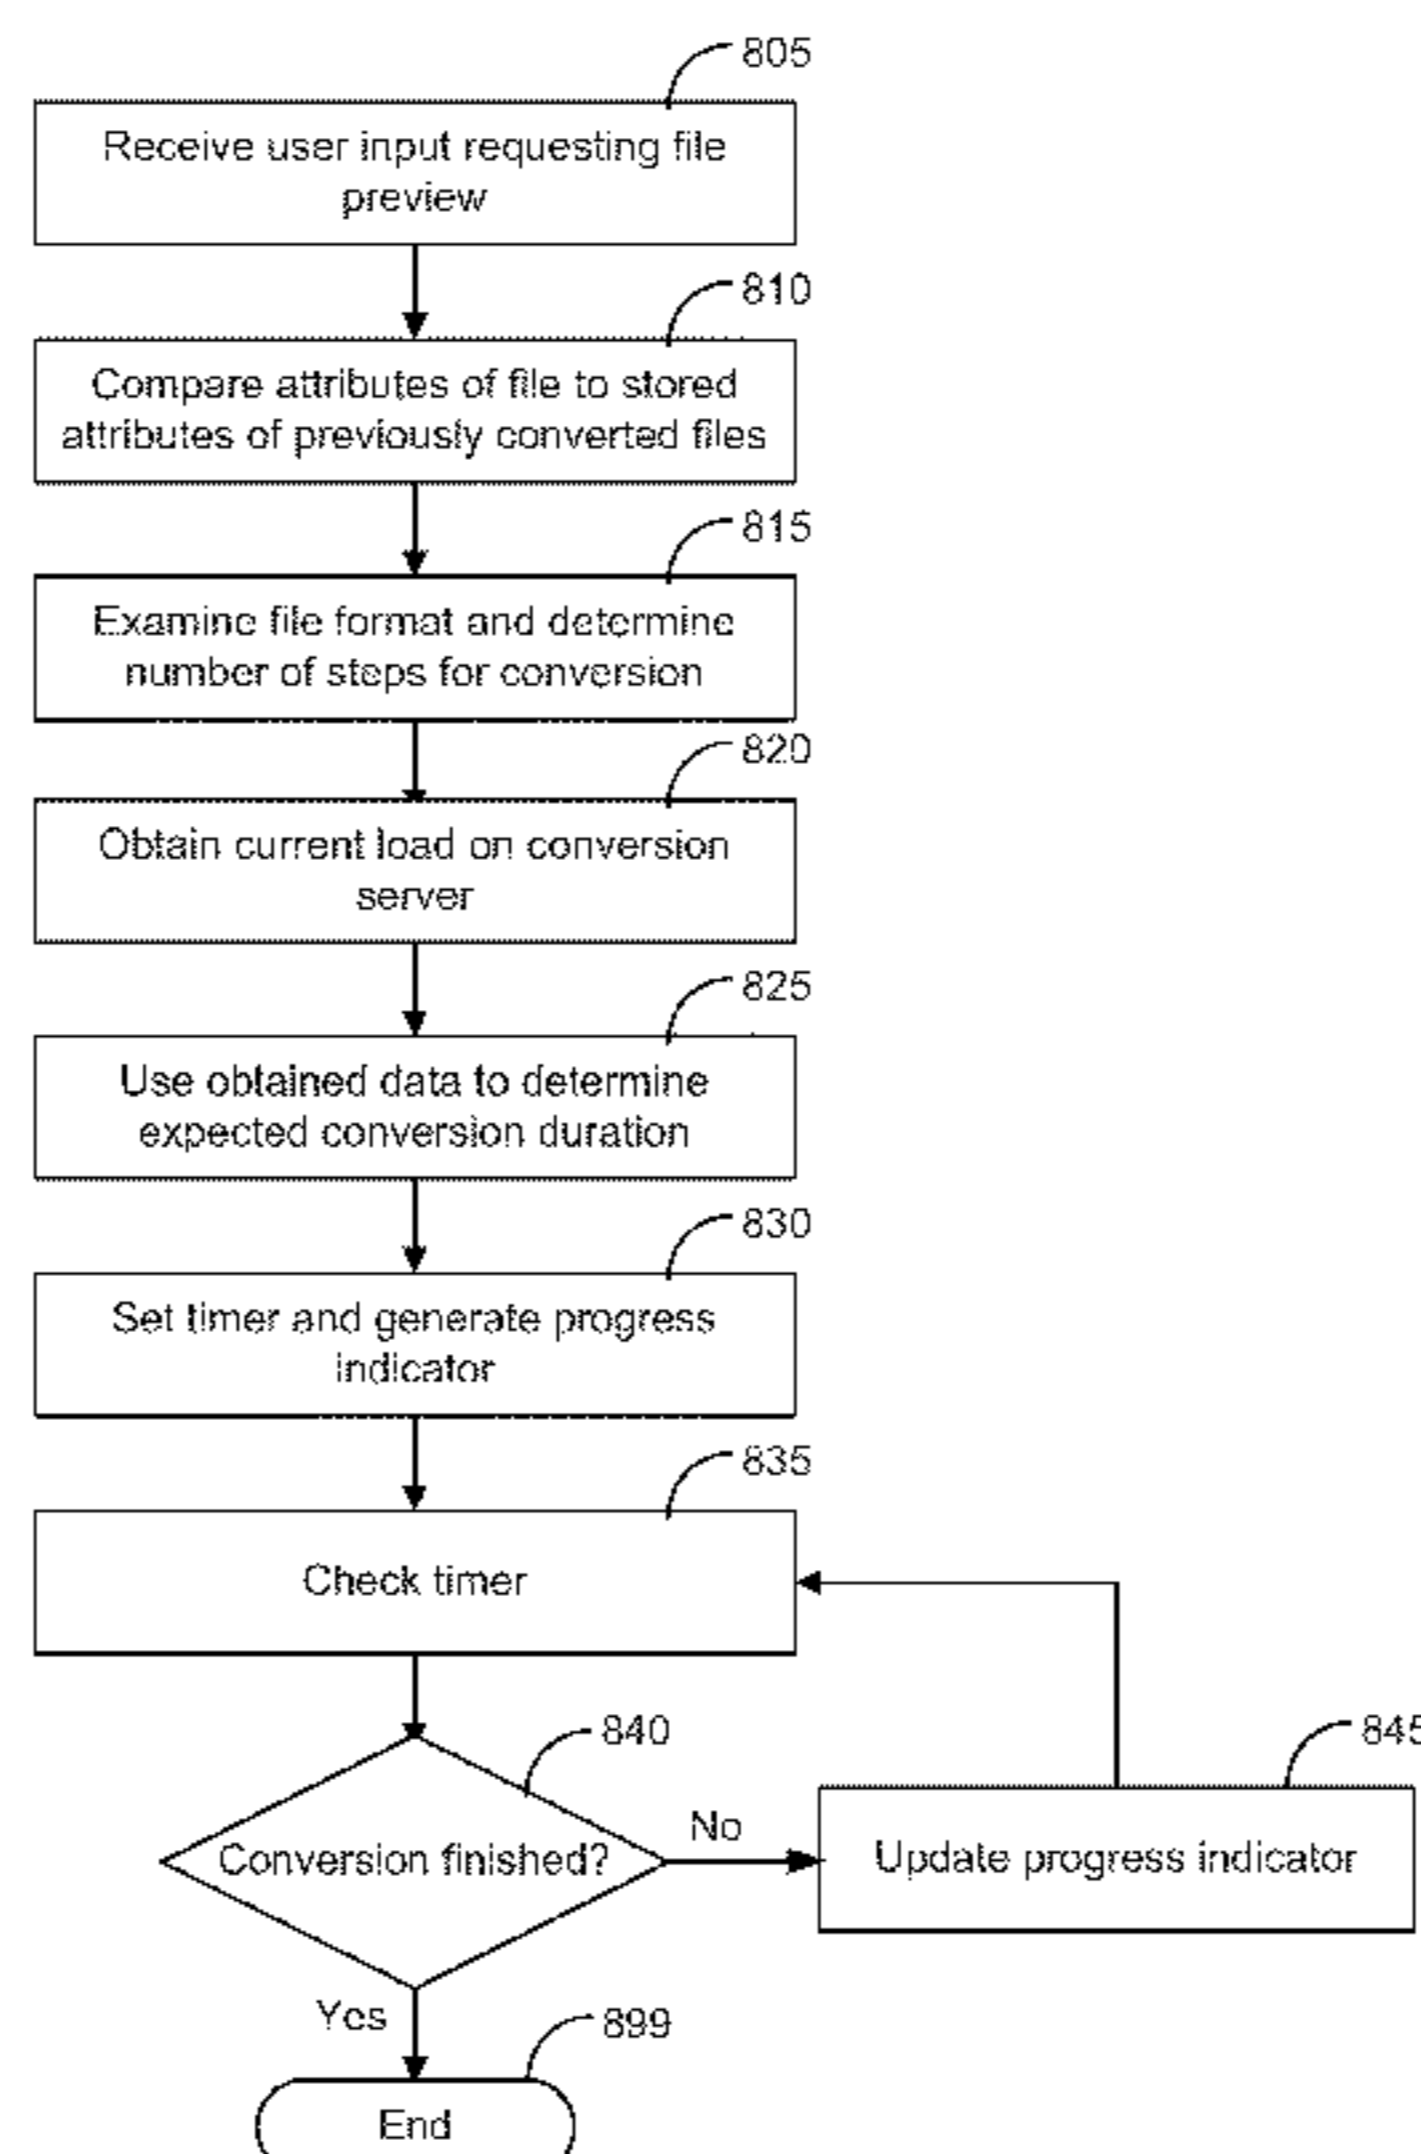 805
Receive user input requesting file
preview
810
Compare attributes of file to stored
attributes of previously converted files
815
Examine file format and determine
number of steps for conversion
820
Obtain current load on conversion
server
825
Use obtained data to determine
expected conversion duration
830
Set timer and generate progress
indicator
835
Check timer
840
845
Conversion finished?
No
Update progress indicator
Yes
899
End